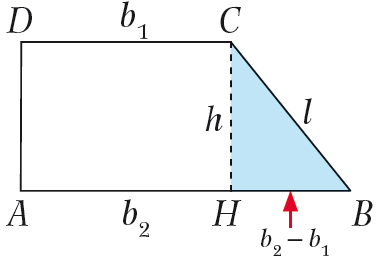 D b₁ C
h l
A b₂ H B
b₂ – b₁